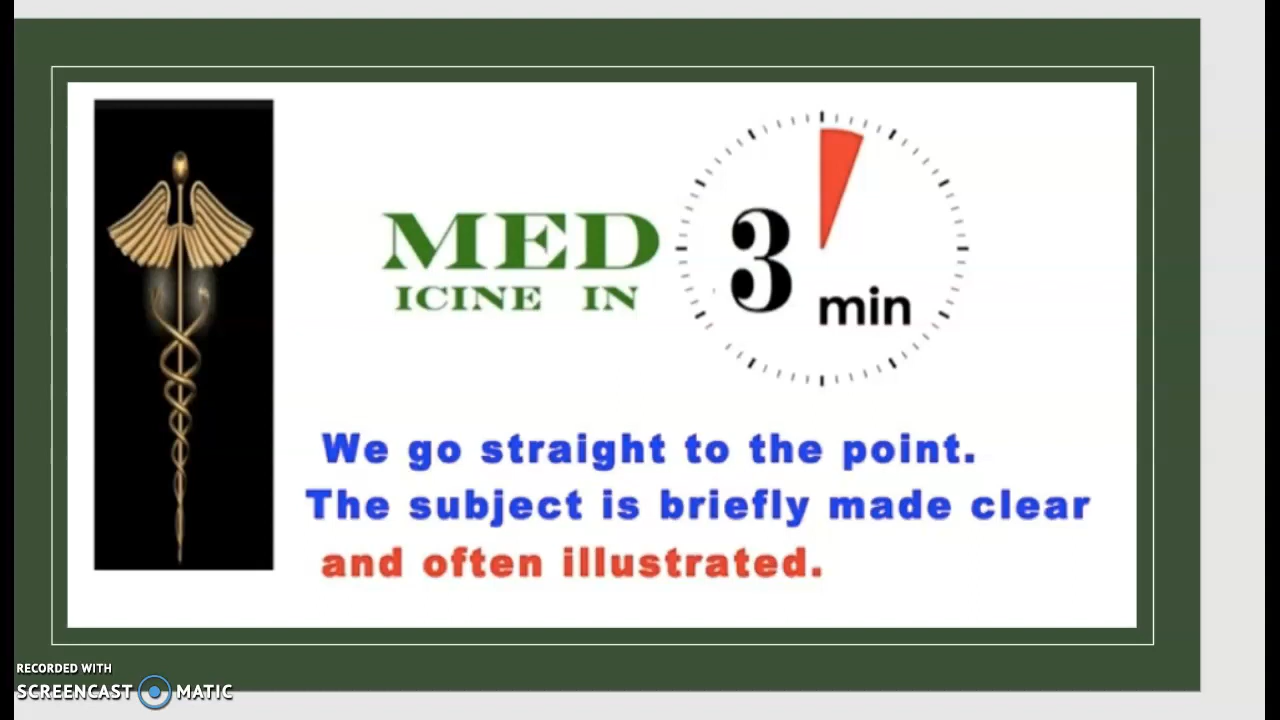 MED
ICINE IN
3
min
We go straight to the point.
The subject is briefly made clear
and often illustrated.
RECORDED WITH
SCREENCAST MATIC